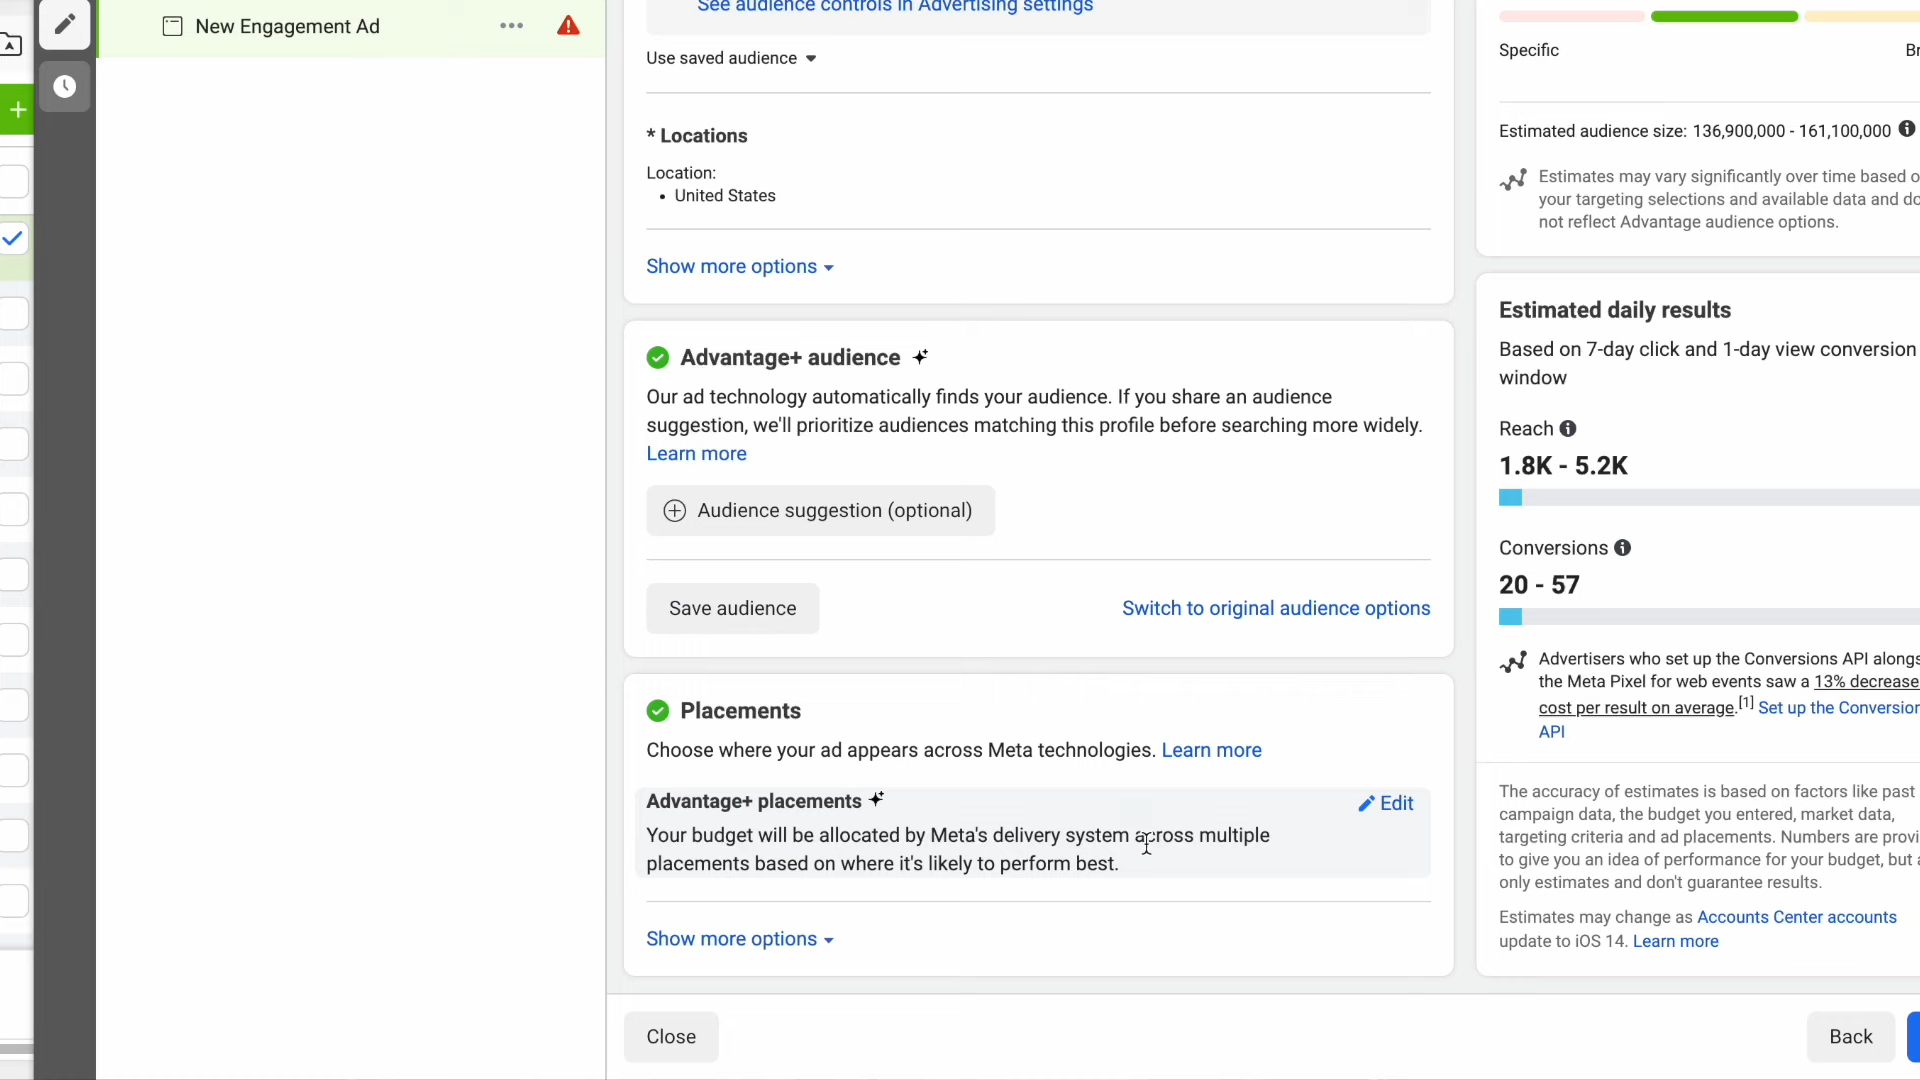 New Engagement Ad
See audience controls in Advertising settings
Use saved audience
* Locations
Location:
• United States
Show more options
Advantage+ audience
Our ad technology automatically finds your audience. If you share an audience
suggestion, we'll prioritize audiences matching this profile before searching more widely.
Learn more
Audience suggestion (optional)
Save audience
Switch to original audience options
Placements
Choose where your ad appears across Meta technologies. Learn more
Advantage+ placements
Edit
Your budget will be allocated by Meta's delivery system across multiple
placements based on where it's likely to perform best.
Show more options
Close
Back
Specific
Estimated audience size: 136,900,000 - 161,100,000
Estimates may vary significantly over time based
your targeting selections and available data and
not reflect Advantage audience options.
Estimated daily results
Based on 7-day click and 1-day view conversion
window
Reach
1.8K - 5.2K
Conversions
20 - 57
Advertisers who set up the Conversions API
the Meta Pixel for web events saw a 13% decrease
cost per result on average.[1] Set up the
API
The accuracy of estimates is based on factors like past
campaign data, the budget you entered, market data,
targeting criteria and ad placements. Numbers are
to give you an idea of performance for your budget, but
only estimates and don't guarantee results.
Estimates may change as Accounts Center accounts
update to iOS 14. Learn more